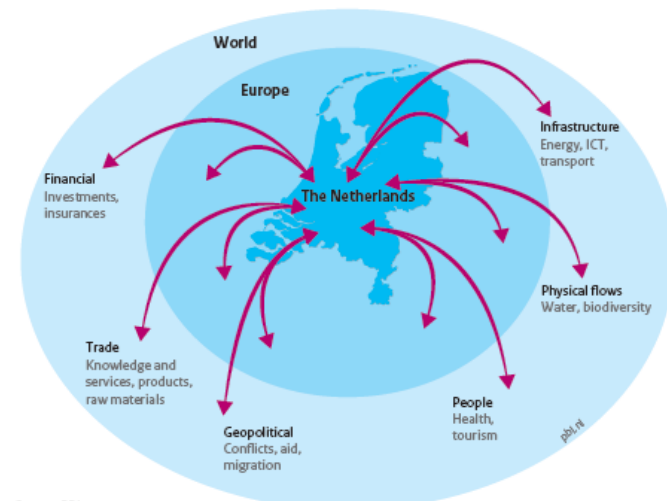 World
Europe
Infrastructure
Energy, ICT,
transport
Financial
Investments,
insurances
The Netherlands
Physical flows
Water, biodiversity
Trade
Knowledge and
services, products,
raw materials
People
Health,
tourism
Geopolitical
Conflicts, aid,
migration
pbl.nl